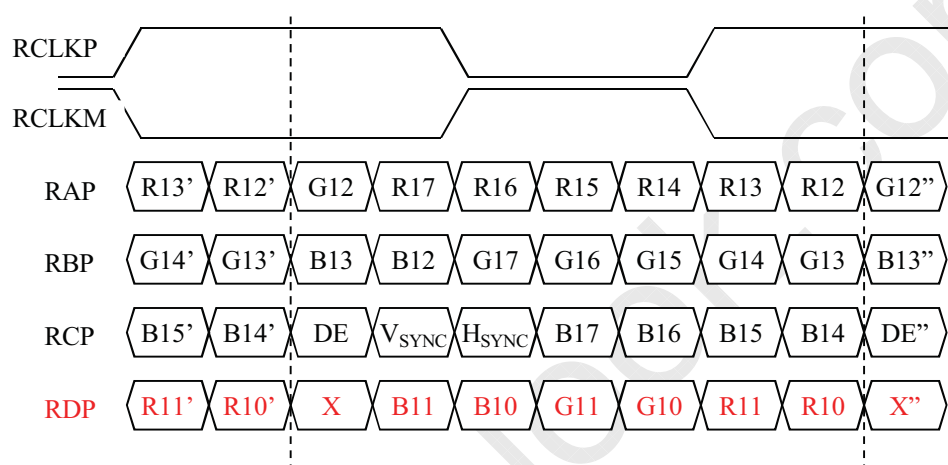 RCLKP
RCLKM
RAP R13’ R12’ G12 R17 R16 R15 R14 R13 R12 G12”
RBP G14’ G13’ B13 B12 G17 G16 G15 G14 G13 B13”
RCP B15’ B14’ DE VSYNC HSYNC B17 B16 B15 B14 DE”
RDP R11’ R10’ X B11 B10 G11 G10 R11 R10 X”